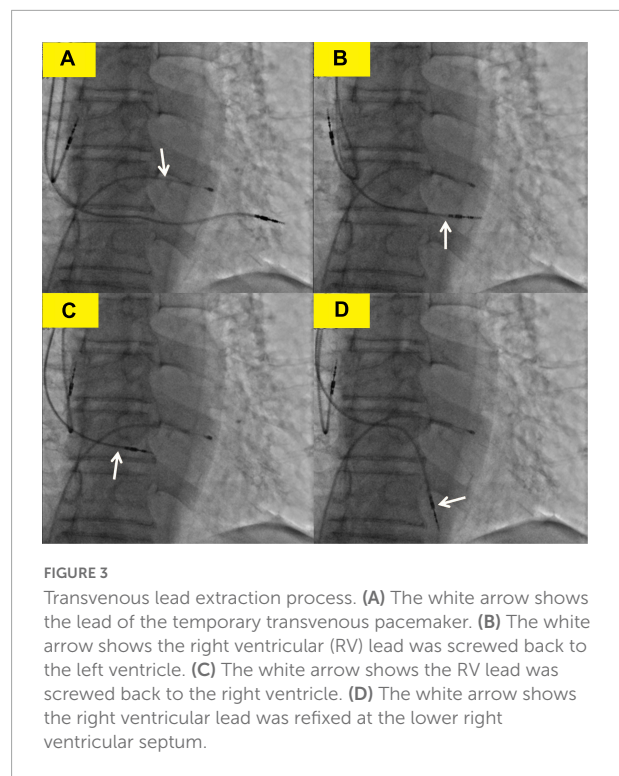 A
B
C
D
FIGURE 3
Transvenous lead extraction process. (A) The white arrow shows
the lead of the temporary transvenous pacemaker. (B) The white
arrow shows the right ventricular (RV) lead was screwed back to
the left ventricle. (C) The white arrow shows the RV lead was
screwed back to the right ventricle. (D) The white arrow shows
the right ventricular lead was refixed at the lower right
ventricular septum.